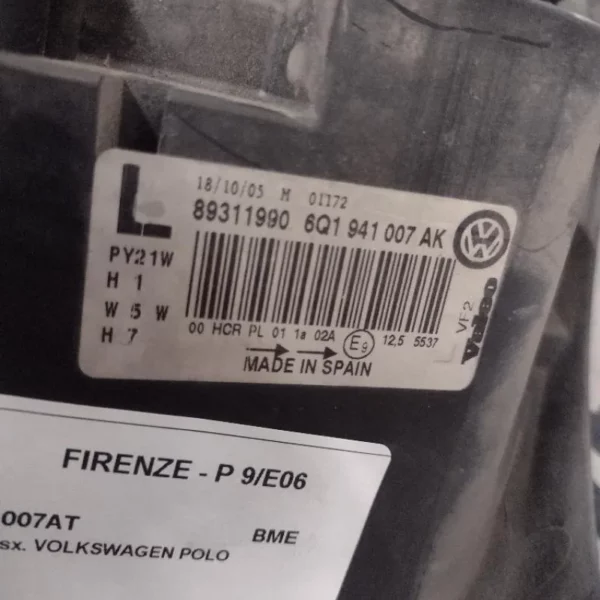 L
18/10/05 M 01172
89311990 6Q1 941 007 AK
PY21W
H 1
W 5 W
H 7
00 HCR PL 01 1a 02A E9 12,5 5537
MADE IN SPAIN
VF2
Valeo
FIRENZE - P 9/E06
007AT
BME
sx. VOLKSWAGEN POLO